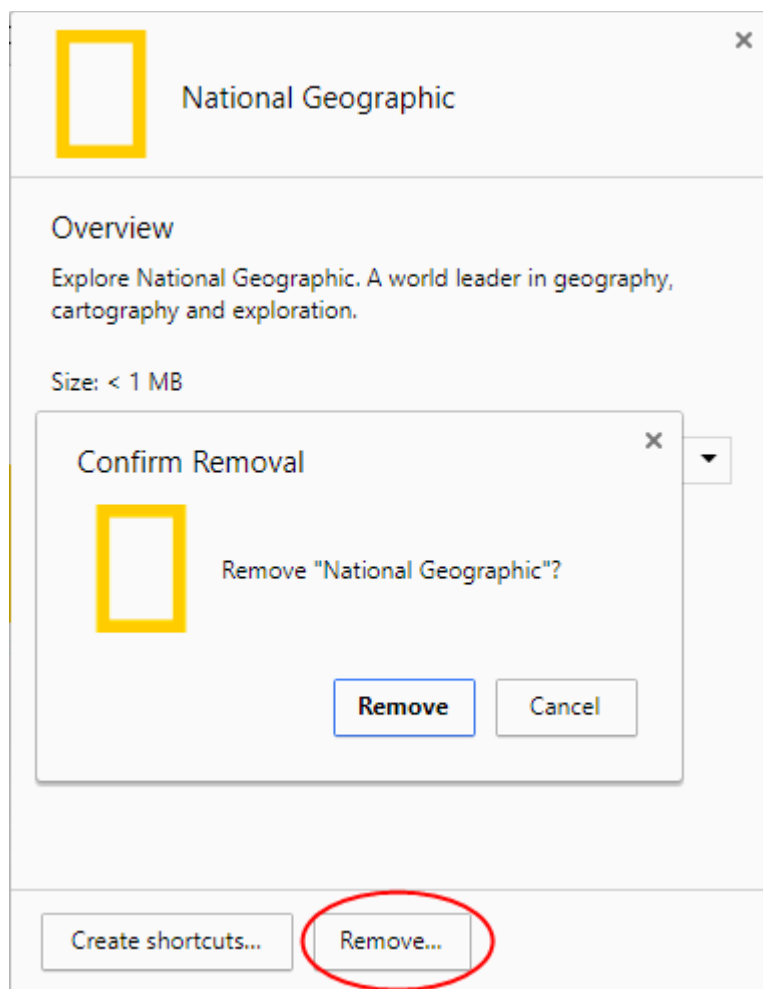 National Geographic
Overview
Explore National Geographic. A world leader in geography,
cartography and exploration.
Size: < 1 MB
Confirm Removal
Remove "National Geographic"?
Remove Cancel
Create shortcuts... Remove...